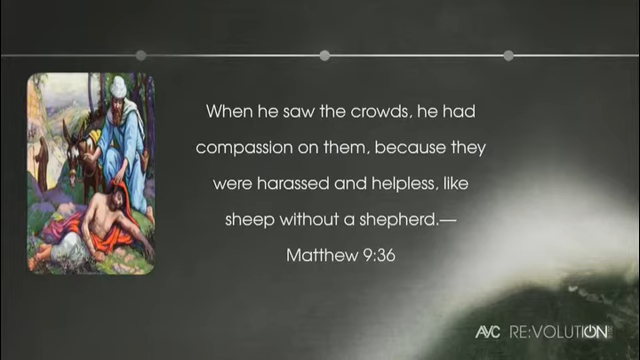 When he saw the crowds, he had
compassion on them, because they
were harassed and helpless, like
sheep without a shepherd.—
Matthew 9:36
AVC RE:VOLUTION